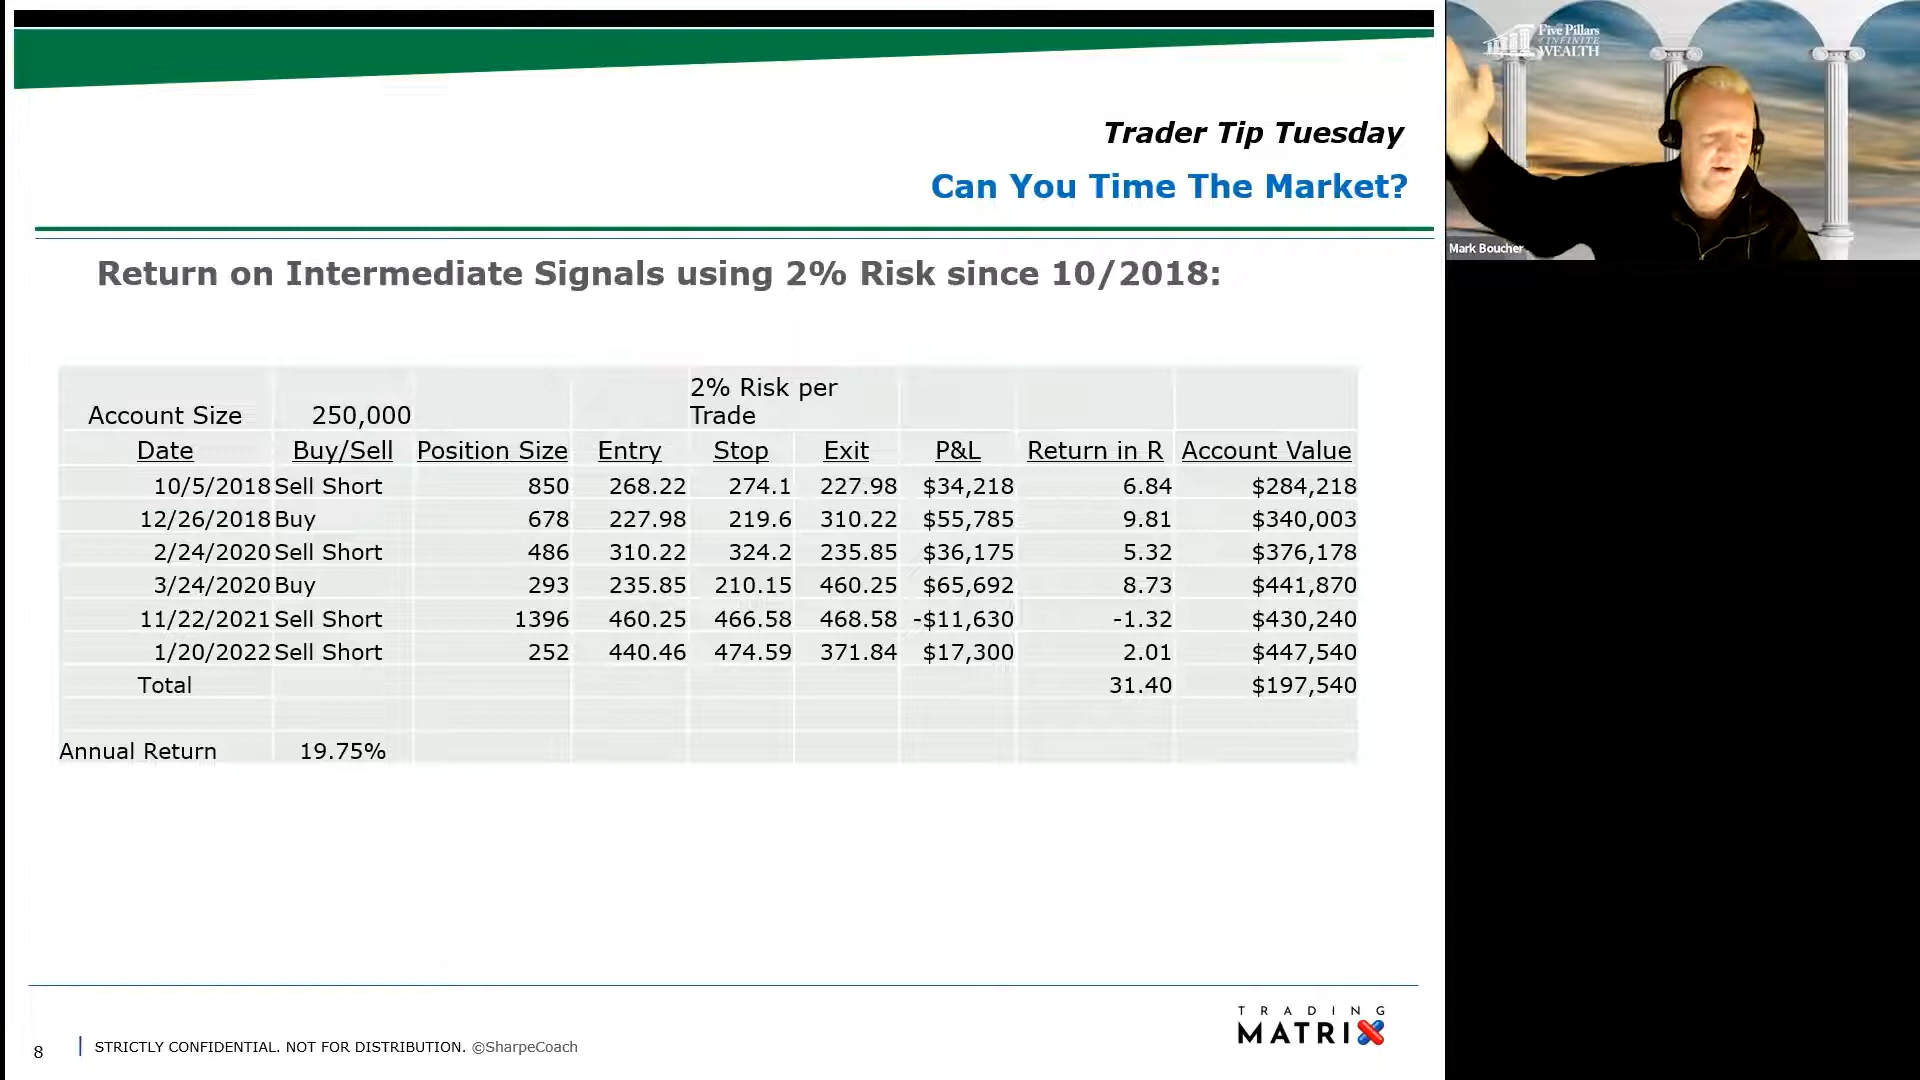 Trader Tip Tuesday
Can You Time The Market?
Return on Intermediate Signals using 2% Risk since 10/2018:
Account Size 250,000 2% Risk per Trade
Date Buy/Sell Position Size Entry Stop Exit P&L Return in R Account Value
10/5/2018 Sell Short 850 268.22 274.1 227.98 $34,218 6.84 $284,218
12/26/2018 Buy 678 227.98 219.6 310.22 $55,785 9.81 $340,003
2/24/2020 Sell Short 486 310.22 324.2 235.85 $36,175 5.32 $376,178
3/24/2020 Buy 293 235.85 210.15 460.25 $65,692 8.73 $441,870
11/22/2021 Sell Short 1396 460.25 466.58 468.58 -$11,630 -1.32 $430,240
1/20/2022 Sell Short 252 440.46 474.59 371.84 $17,300 2.01 $447,540
Total 31.40 $197,540
Annual Return 19.75%
8 STRICTLY CONFIDENTIAL. NOT FOR DISTRIBUTION. ©SharpeCoach
TRADING
MATRIX
Five Pillars
of INFINITE
WEALTH
Mark Boucher